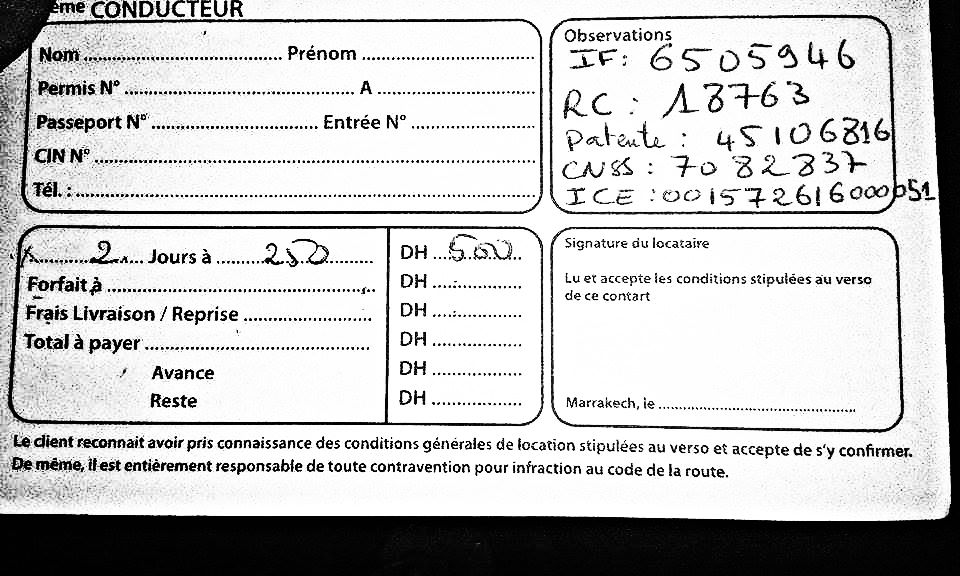 ème CONDUCTEUR
Nom .................... Prénom ....................
Permis N° .................... A ....................
Passeport N° .................... Entrée N° ....................
CIN N° ....................
Tél. : ....................
Observations
IF: 6505946
RC : 18763
Patente : 45106816
CNSS : 7082837
ICE : 001572616000051
2 Jours à 250 DH 500
Forfait à .................... DH ..........
Frais Livraison / Reprise .................... DH ..........
Total à payer .................... DH ..........
Avance DH ..........
Reste DH ..........
Signature du locataire
Lu et accepte les conditions stipulées au verso
de ce contart
Marrakech, le ....................
Le client reconnait avoir pris connaissance des conditions générales de location stipulées au verso et accepte de s'y confirmer.
De même, il est entièrement responsable de toute contravention pour infraction au code de la route.